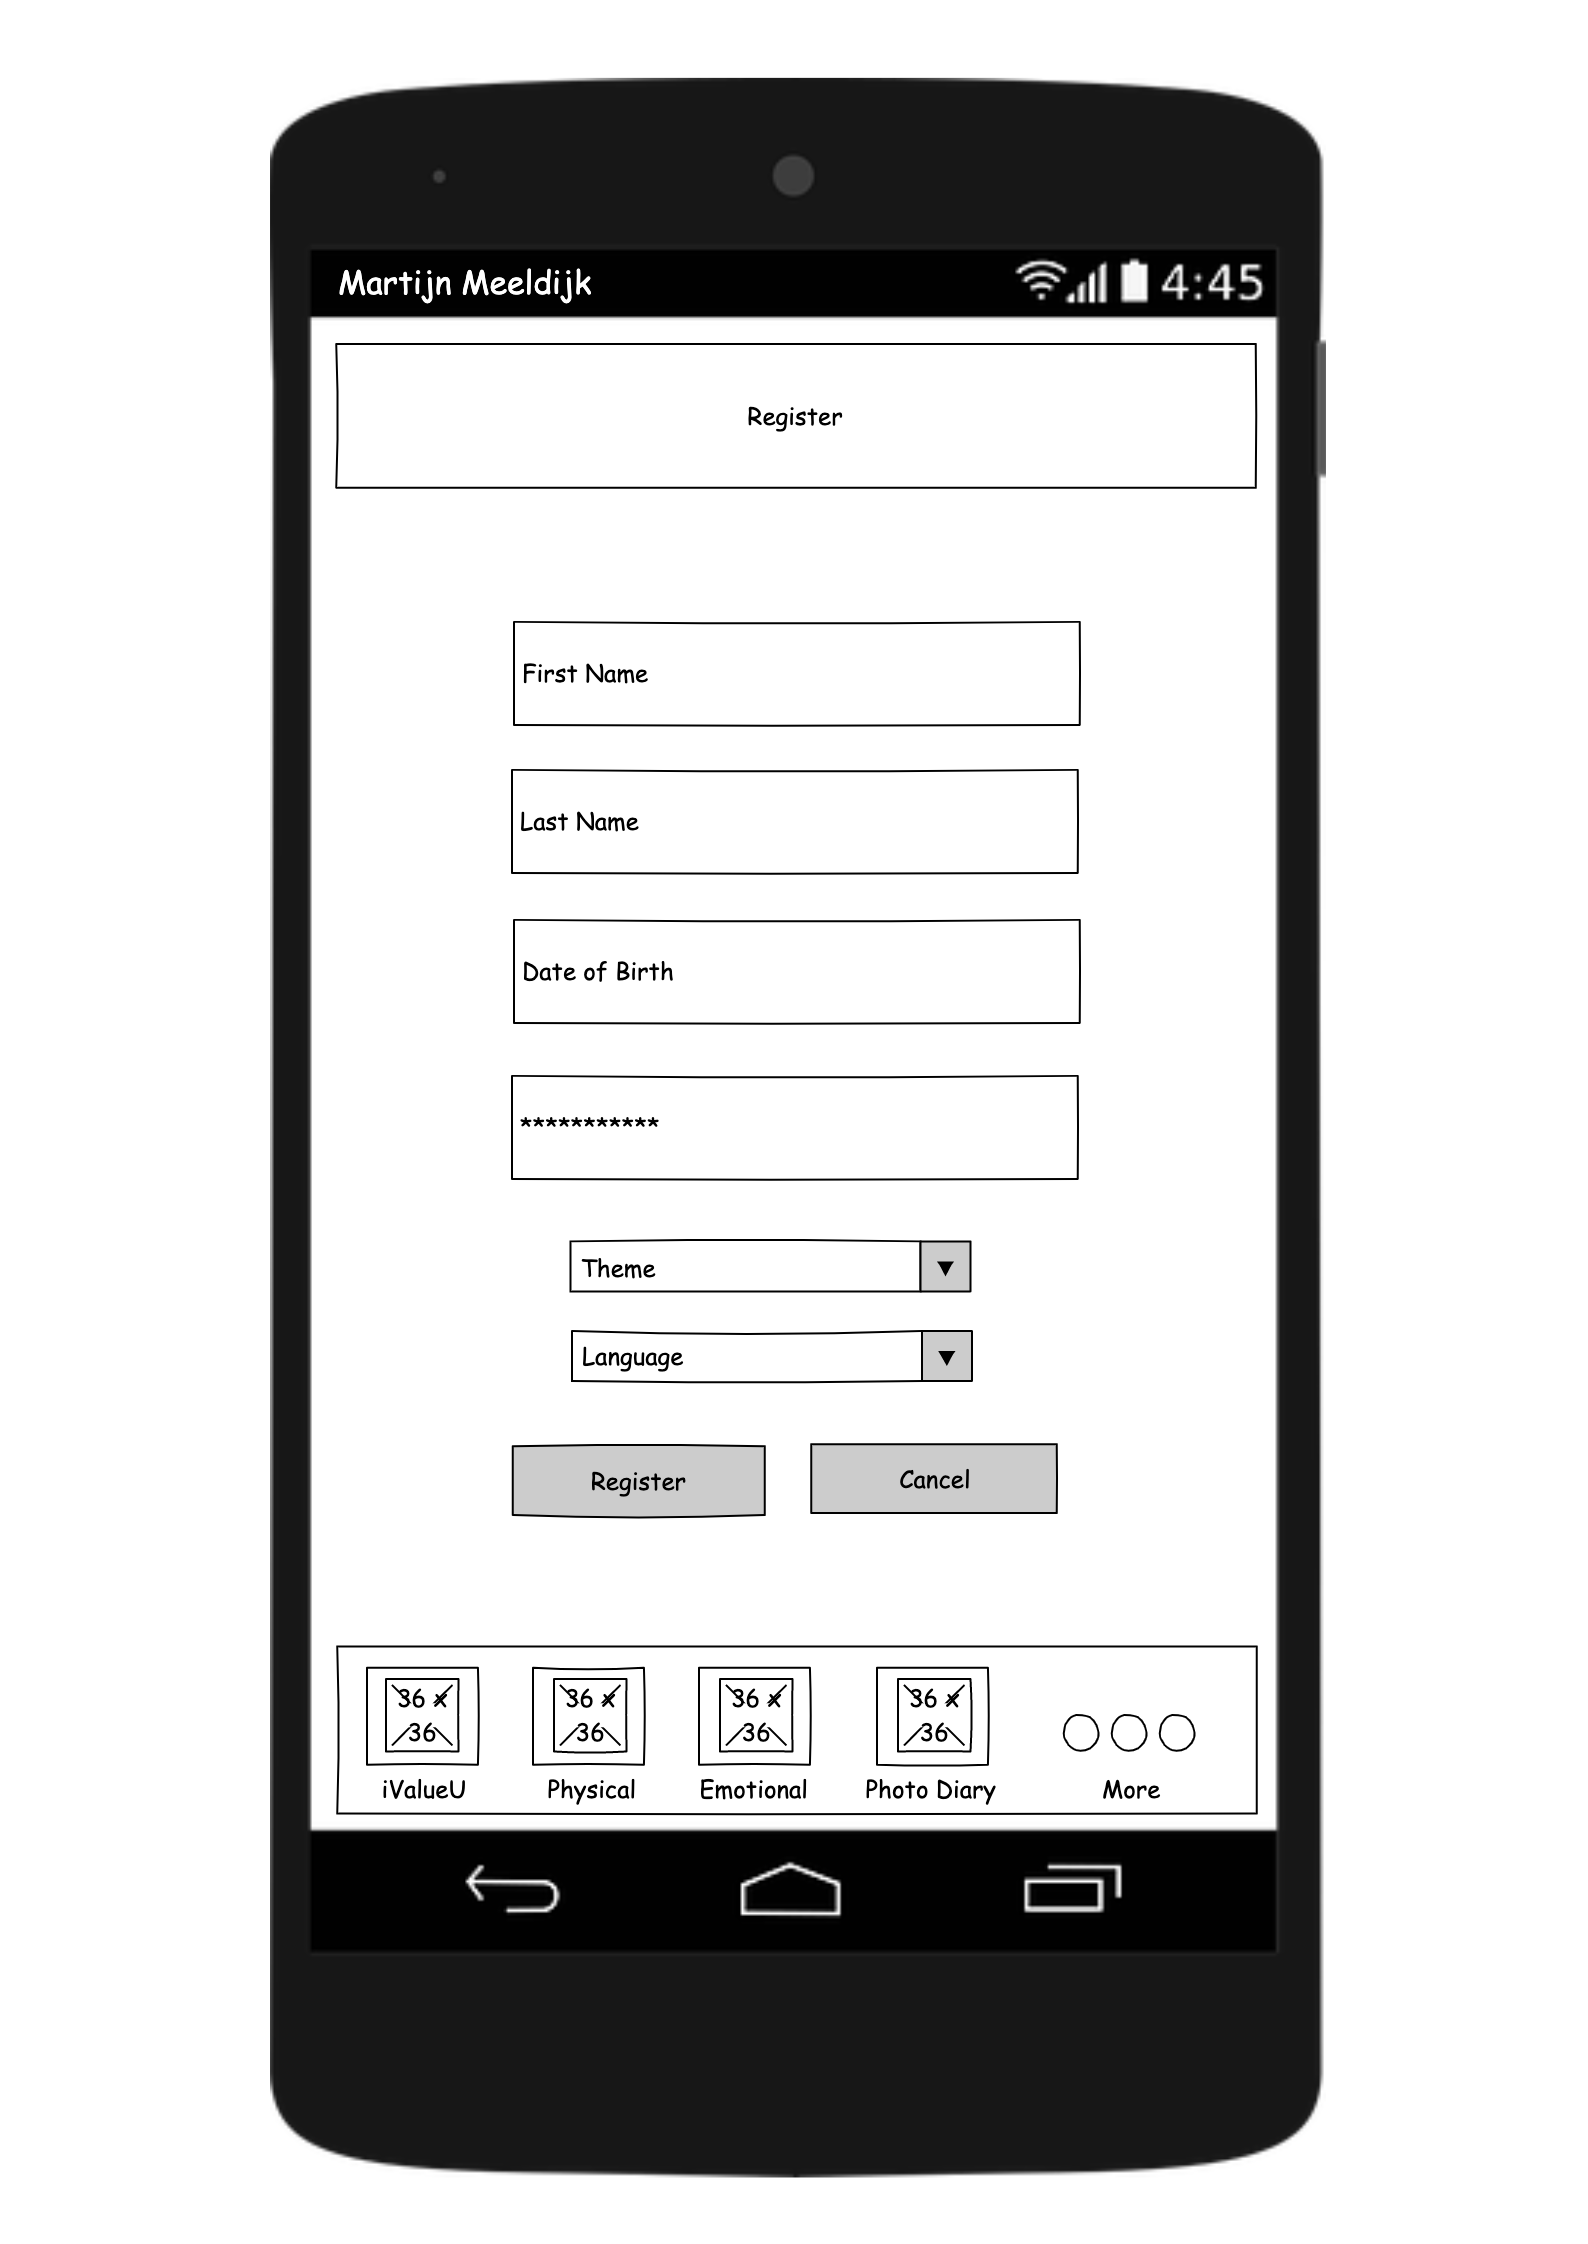 Martijn Meeldijk 4:45
Register
First Name
Last Name
Date of Birth
***********
Theme
Language
Register Cancel
36 x 36 x 36 x 36 x
36 36 36 36
iValueU Physical Emotional Photo Diary More